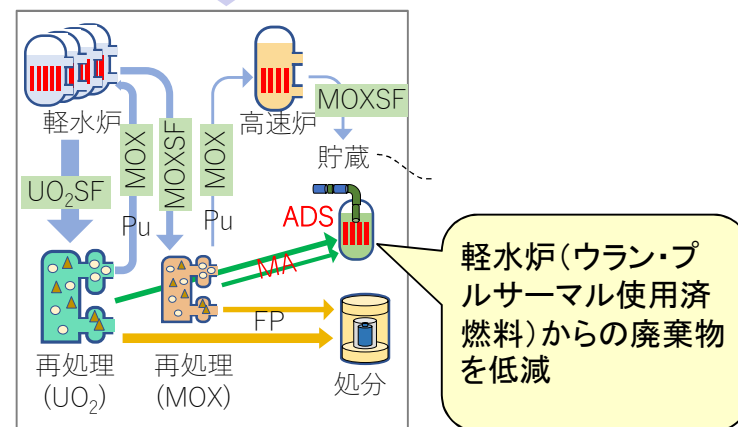 軽水炉
高速炉
MOXSF
貯蔵
MOX
MOXSF
MOX
UO₂SF
Pu
Pu
ADS
MA
FP
再処理
(UO₂)
再処理
(MOX)
処分
軽水炉(ウラン・プ
ルサーマル使用済
燃料)からの廃棄物
を低減